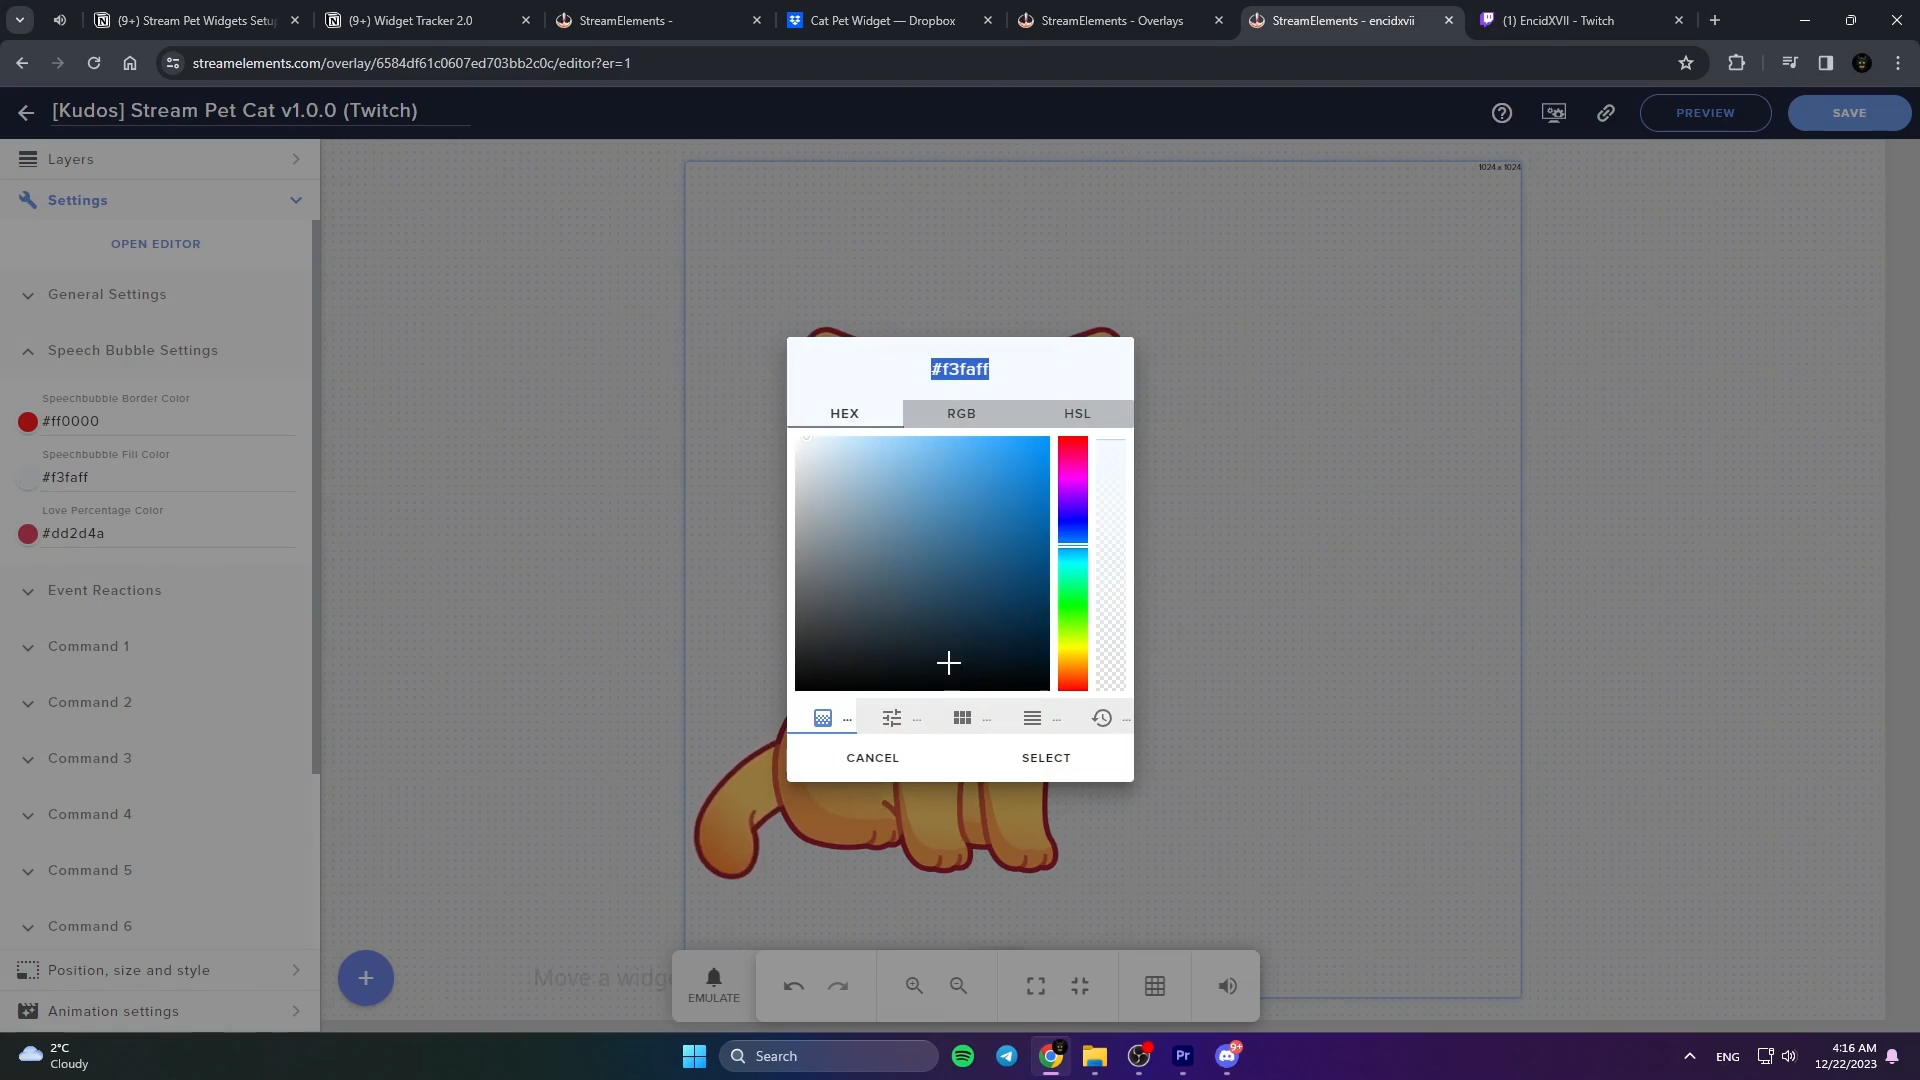 (9+) Stream Pet Widgets Setup
(9+) Widget Tracker 2.0
StreamElements -
Cat Pet Widget — Dropbox
StreamElements - Overlays
StreamElements - encidxvii
(1) EncidXVII - Twitch
streamelements.com/overlay/6584df61c0607ed703bb2c0c/editor?er=1
[Kudos] Stream Pet Cat v1.0.0 (Twitch)
PREVIEW
SAVE
Layers
1024 x 1024
Settings
OPEN EDITOR
General Settings
Speech Bubble Settings
Speechbubble Border Color
#ff0000
Speechbubble Fill Color
#f3faff
Love Percentage Color
#dd2d4a
Event Reactions
Command 1
Command 2
Command 3
Command 4
Command 5
Command 6
Position, size and style
Animation settings
#f3faff
HEX
RGB
HSL
... ... ... ... ...
CANCEL
SELECT
Move a widge
EMULATE
2°C
Cloudy
Search
Pr
9+
ENG
4:16 AM
12/22/2023